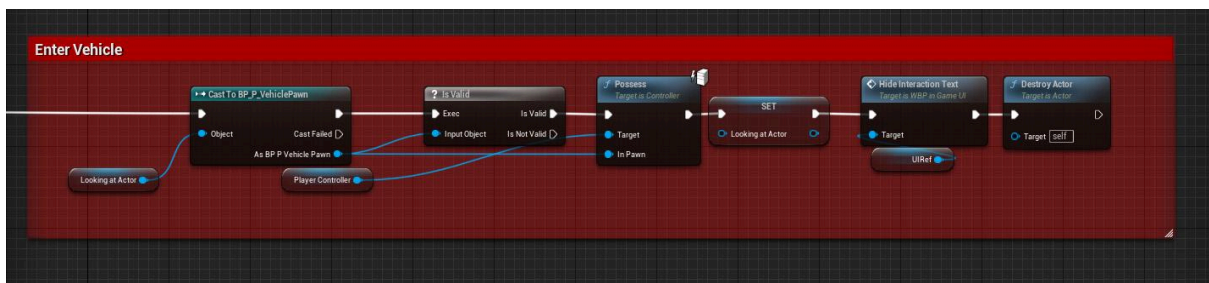 Enter Vehicle
Cast To BP_P_VehiclePawn
Object
Cast Failed
As BP P Vehicle Pawn
Looking at Actor
Player Controller
? Is Valid
Exec
Is Valid
Input Object
Is Not Valid
f Possess
Target is Controller
Target
In Pawn
SET
Looking at Actor
Hide Interaction Text
Target is WBP in Game UI
Target
UIRef
f Destroy Actor
Target is Actor
Target self